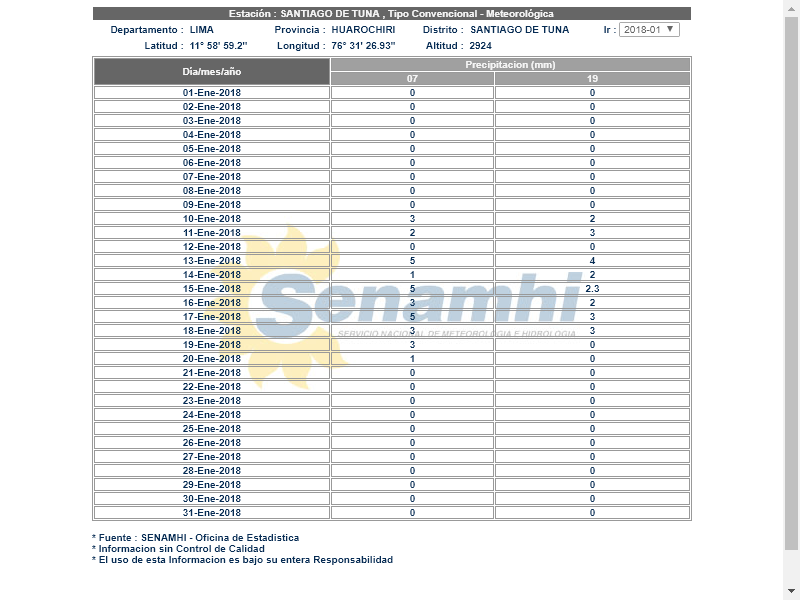 Estación : SANTIAGO DE TUNA , Tipo Convencional - Meteorológica
Departamento : LIMA Provincia : HUAROCHIRI Distrito : SANTIAGO DE TUNA Ir : 2018-01
Latitud : 11° 58' 59.2" Longitud : 76° 31' 26.93" Altitud : 2924
Dia/mes/año Precipitacion (mm)
07 19
01-Ene-2018 0 0
02-Ene-2018 0 0
03-Ene-2018 0 0
04-Ene-2018 0 0
05-Ene-2018 0 0
06-Ene-2018 0 0
07-Ene-2018 0 0
08-Ene-2018 0 0
09-Ene-2018 0 0
10-Ene-2018 3 2
11-Ene-2018 2 3
12-Ene-2018 0 0
13-Ene-2018 5 4
14-Ene-2018 1 2
15-Ene-2018 5 2.3
16-Ene-2018 3 2
17-Ene-2018 5 3
18-Ene-2018 3 3
19-Ene-2018 3 0
20-Ene-2018 1 0
21-Ene-2018 0 0
22-Ene-2018 0 0
23-Ene-2018 0 0
24-Ene-2018 0 0
25-Ene-2018 0 0
26-Ene-2018 0 0
27-Ene-2018 0 0
28-Ene-2018 0 0
29-Ene-2018 0 0
30-Ene-2018 0 0
31-Ene-2018 0 0
Senamhi
SERVICIO NACIONAL DE METEOROLOGIA E HIDROLOGIA
* Fuente : SENAMHI - Oficina de Estadistica
* Informacion sin Control de Calidad
* El uso de esta Informacion es bajo su entera Responsabilidad